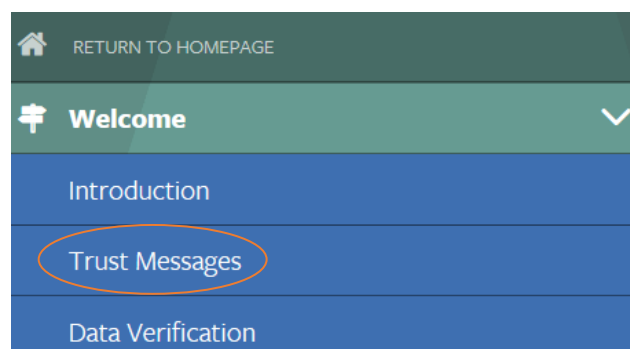 RETURN TO HOMEPAGE
Welcome
Introduction
Trust Messages
Data Verification